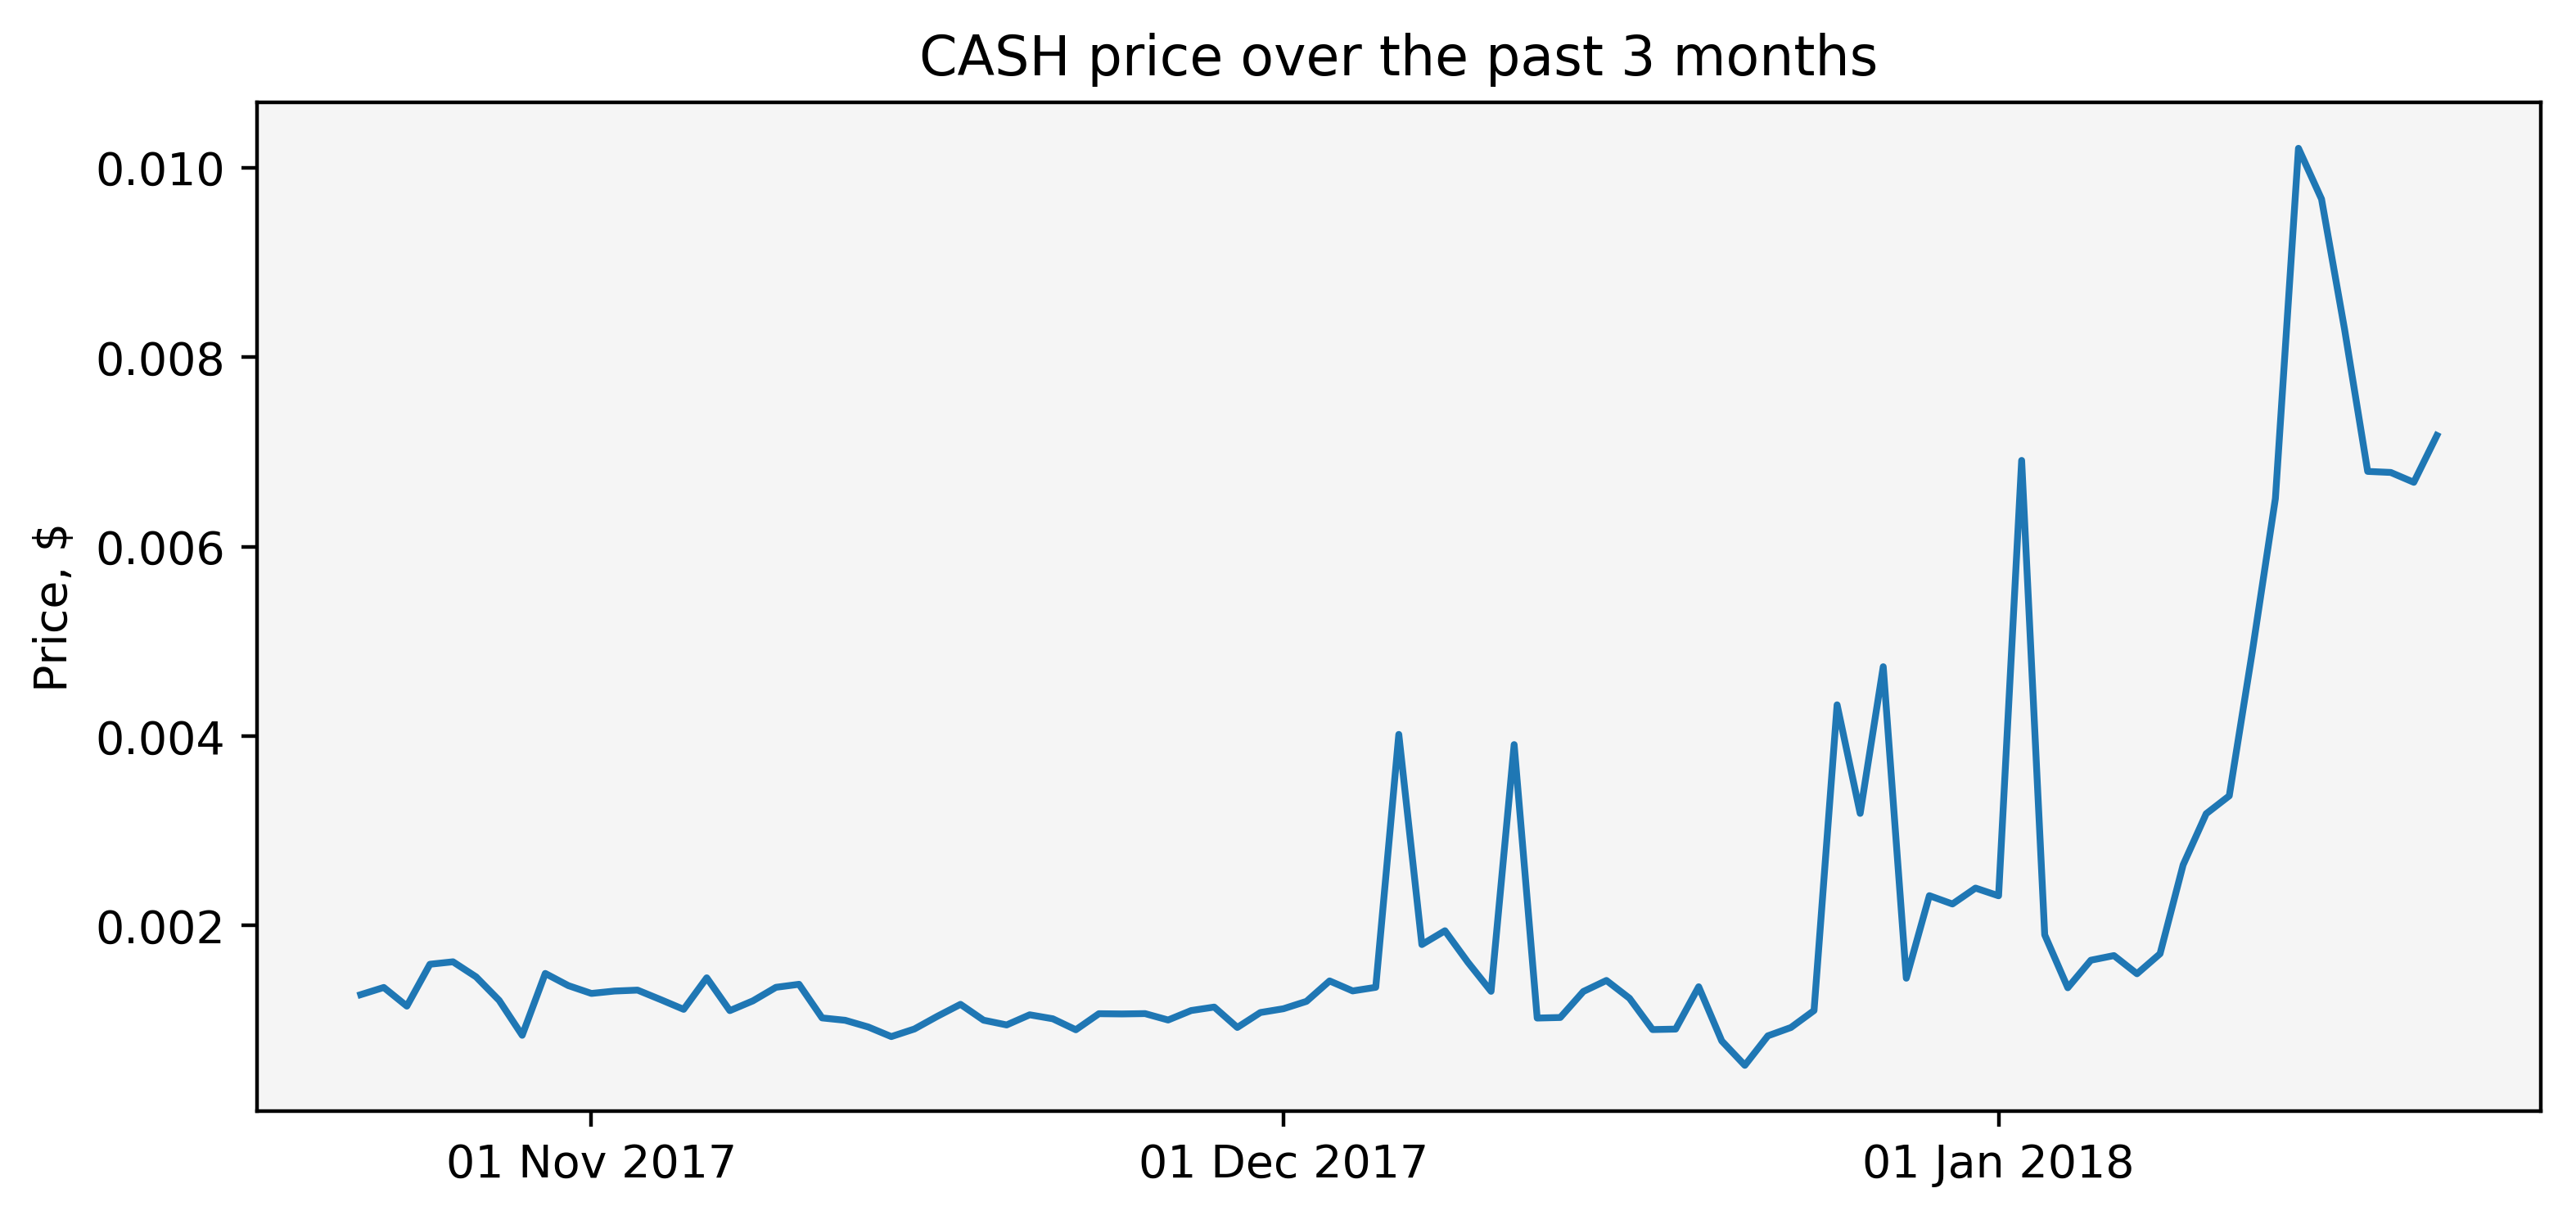 CASH price over the past 3 months
Price, $
0.010
0.008
0.006
0.004
0.002
01 Nov 2017
01 Dec 2017
01 Jan 2018